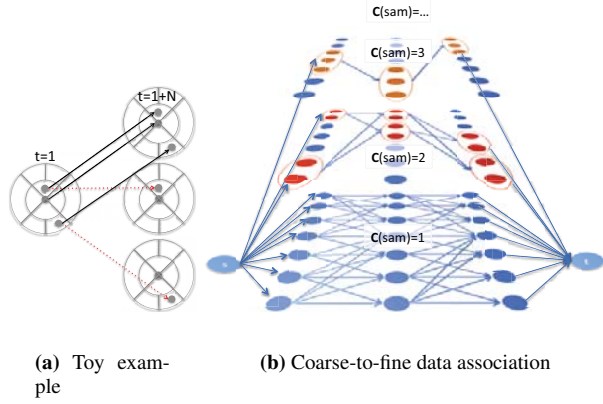 C(sam)=...
C(sam)=3
t=1+N
t=1
C(sam)=2
C(sam)=1
s
t
(a) Toy exam-
ple
(b) Coarse-to-fine data association